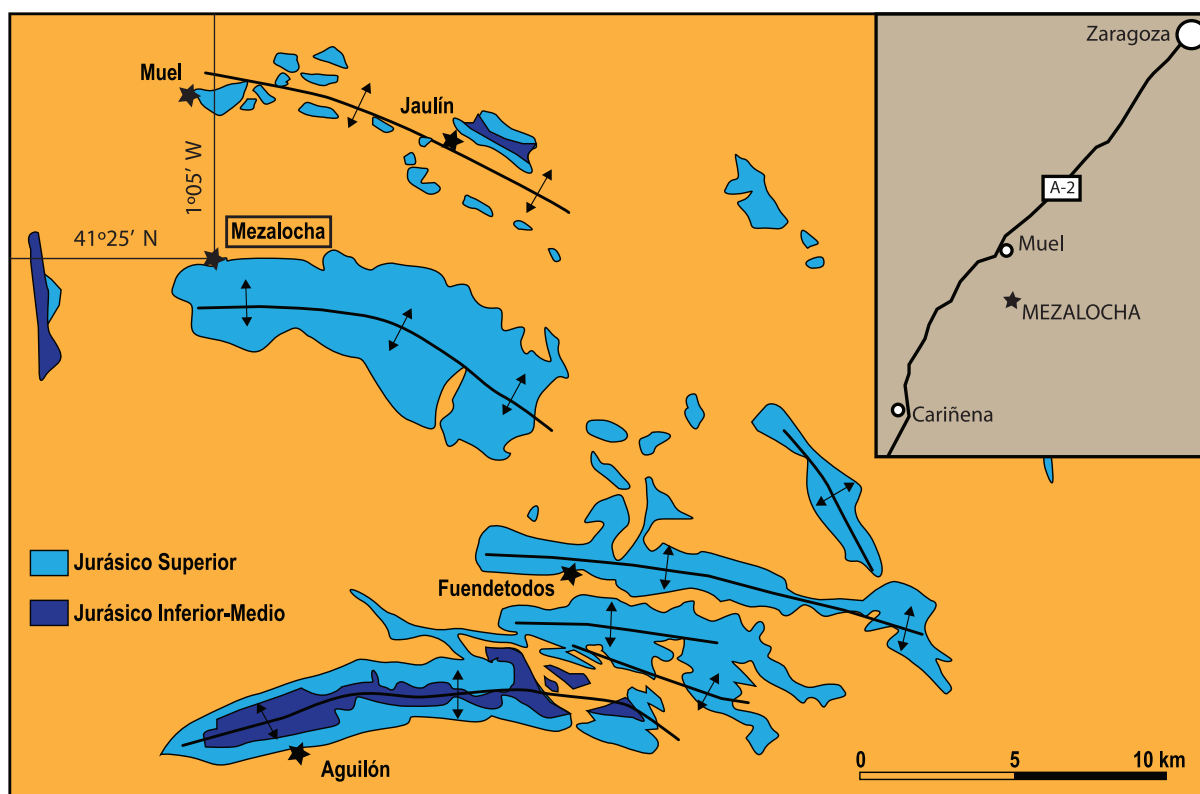 Muel
Jaulín
1º05’ W
41º25’ N
Mezalocha
Zaragoza
A-2
Muel
MEZALOCHA
Cariñena
Jurásico Superior
Jurásico Inferior-Medio
Fuendetodos
Aguilón
0 5 10 km